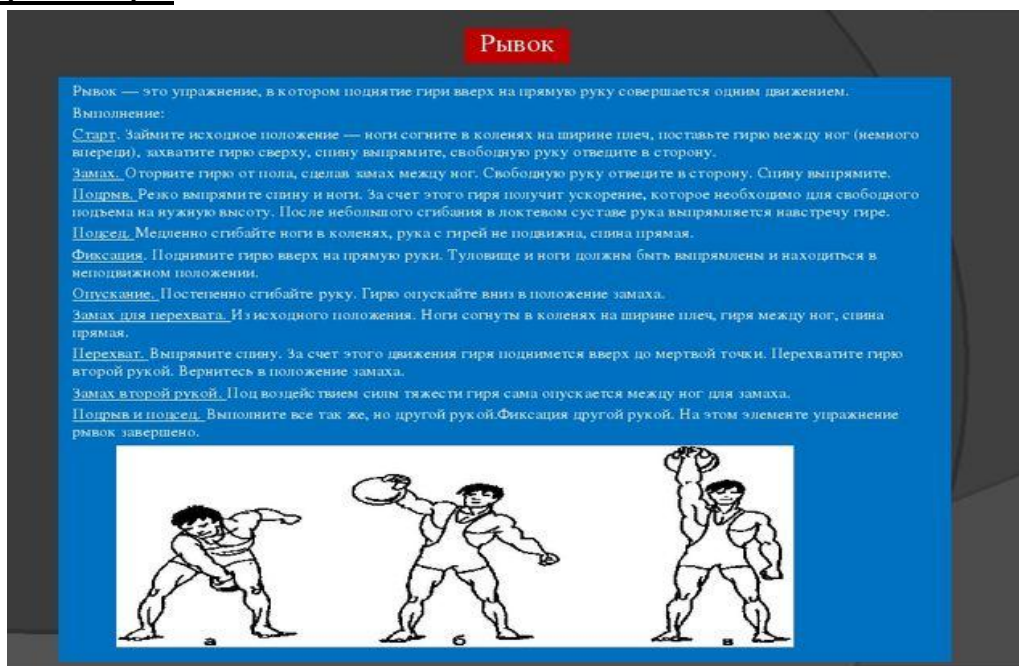 Рывок
Рывок — это упражнение, в котором поднятие гири вверх на прямую руку совершается одним движением.
Выполнение:
Старт. Займите исходное положение — ноги согните в коленях на ширине плеч, поставьте гирю между ног (немного
впереди), захватите гирю сверху, спину выпрямите, свободную руку отведите в сторону.
Замах. Оторвите гирю от пола, сделав замах между ног. Свободную руку отведите в сторону. Спину выпрямите.
Подрыв. Резко выпрямите спину и ноги. За счет этого гиря получит ускорение, которое необходимо для свободного
подъема на нужную высоту. После небольшого сгибания в локтевом суставе рука выпрямляется навстречу гире.
Подсед. Медленно сгибайте ноги в коленях, рука с гирей не подвижна, спина прямая.
Фиксация. Поднимите гирю вверх на прямую руки. Туловище и ноги должны быть выпрямлены и находиться в
неподвижном положении.
Опускание. Постепенно сгибайте руку. Гирю опускайте вниз в положение замаха.
Замах для перехвата. Из исходного положения. Ноги согнуты в коленях на ширине плеч, гиря между ног, спина
прямая.
Перехват. Выпрямите спину. За счет этого движения гиря поднимется вверх до мертвой точки. Перехватите гирю
второй рукой. Вернитесь в положение замаха.
Замах второй рукой. Под воздействием силы тяжести гиря сама опускается между ног для замаха.
Подрыв и подсед. Выполните все так же, но другой рукой.Фиксация другой рукой. На этом элементе упражнение
рывок завершено.
а б в